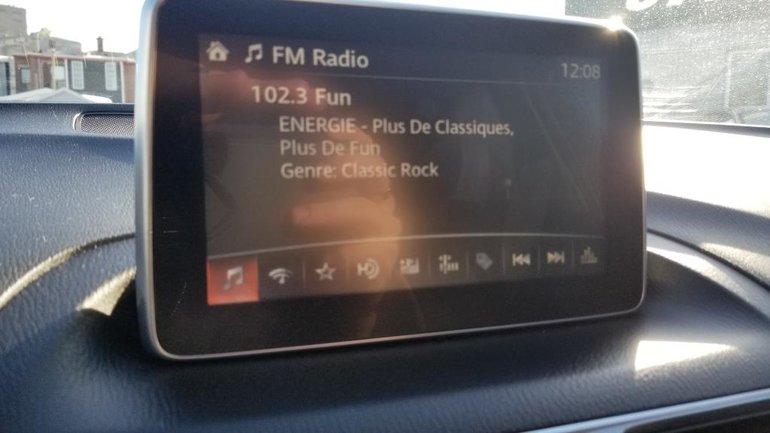 FM Radio
12:08
102.3 Fun
ENERGIE - Plus De Classiques,
Plus De Fun
Genre: Classic Rock